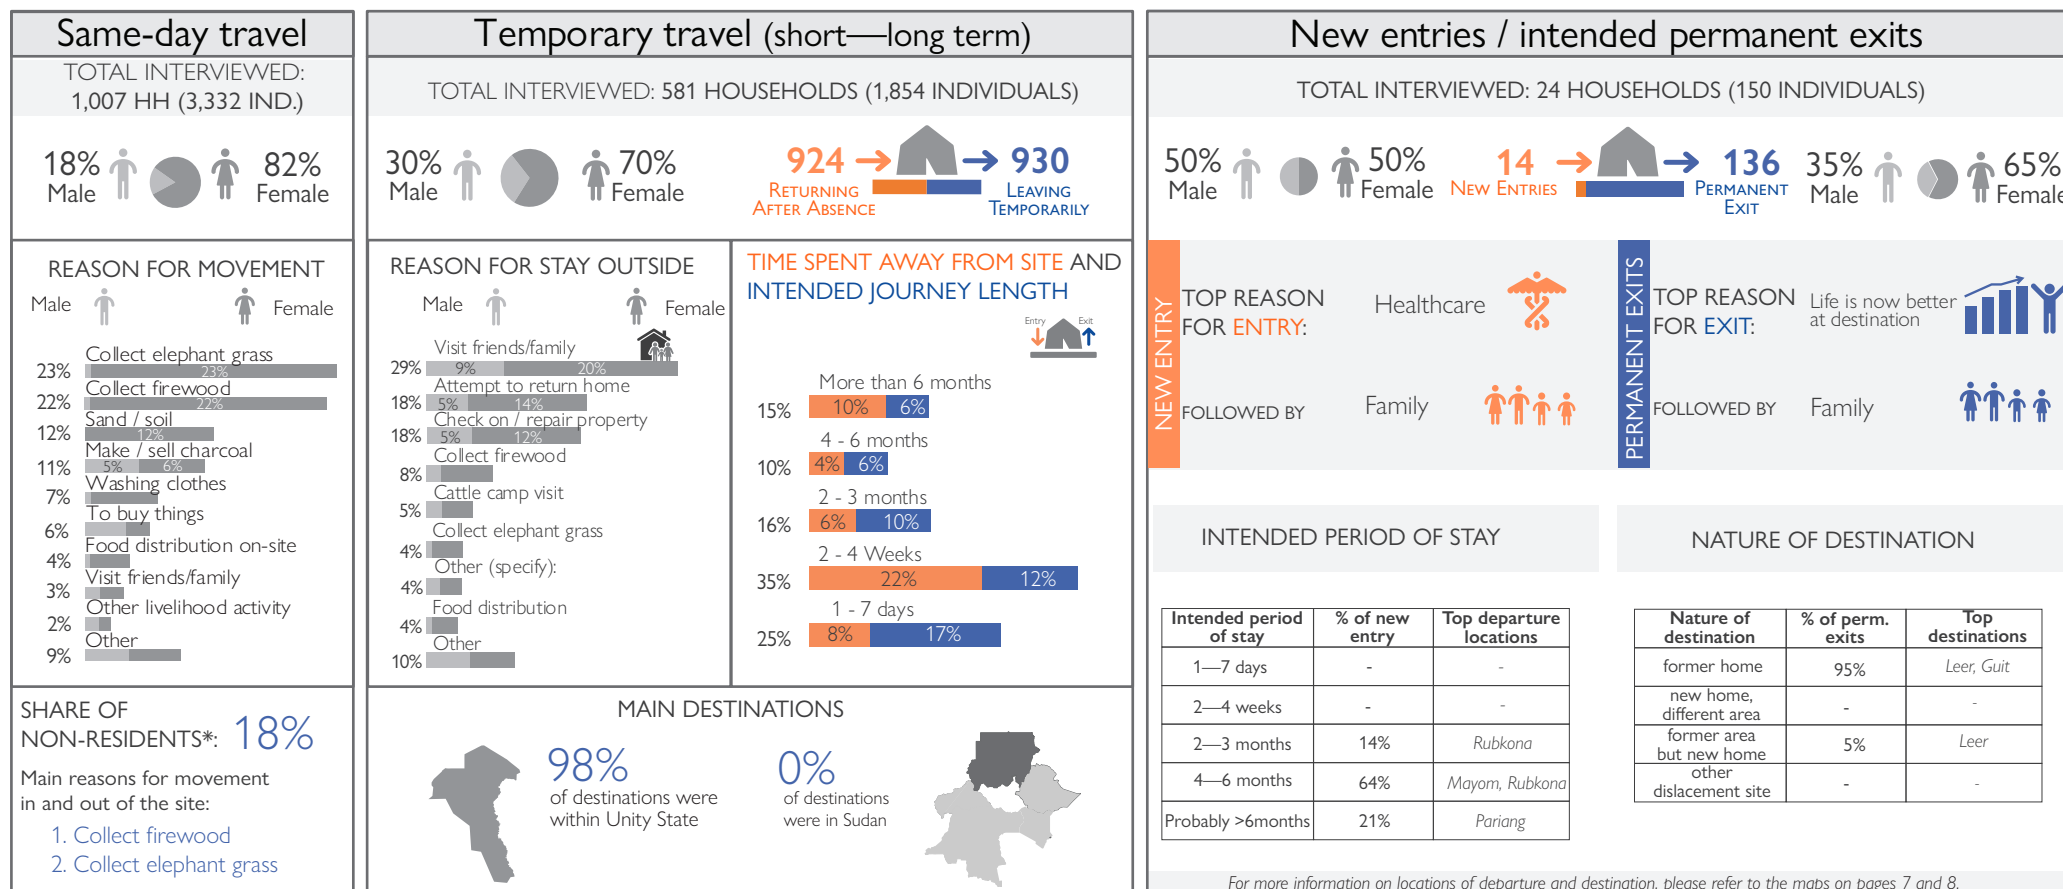 Same-day travel
TOTAL INTERVIEWED:
1,007 HH (3,332 IND.)
18%
Male
82%
Female
REASON FOR MOVEMENT
Male
Female
Collect elephant grass
23%
23%
Collect firewood
22%
22%
Sand / soil
12%
12%
Make / sell charcoal
11%
5%
6%
Washing clothes
7%
To buy things
6%
Food distribution on-site
4%
Visit friends/family
3%
Other livelihood activity
2%
Other
9%
SHARE OF
NON-RESIDENTS*: 18%
Main reasons for movement
in and out of the site:
1. Collect firewood
2. Collect elephant grass
Temporary travel (short—long term)
TOTAL INTERVIEWED: 581 HOUSEHOLDS (1,854 INDIVIDUALS)
30%
Male
70%
Female
924
RETURNING
AFTER ABSENCE
930
LEAVING
TEMPORARILY
REASON FOR STAY OUTSIDE
Male
Female
Visit friends/family
29%
9%
20%
Attempt to return home
18%
5%
14%
Check on / repair property
18%
5%
12%
Collect firewood
8%
Cattle camp visit
5%
Collect elephant grass
4%
Other (specify):
4%
Food distribution
4%
Other
10%
TIME SPENT AWAY FROM SITE AND
INTENDED JOURNEY LENGTH
Entry
Exit
More than 6 months
15%
10%
6%
4 - 6 months
10%
4%
6%
2 - 3 months
16%
6%
10%
2 - 4 Weeks
35%
22%
12%
1 - 7 days
25%
8%
17%
MAIN DESTINATIONS
98%
of destinations were
within Unity State
0%
of destinations
were in Sudan
New entries / intended permanent exits
TOTAL INTERVIEWED: 24 HOUSEHOLDS (150 INDIVIDUALS)
50%
Male
50%
Female
14
NEW ENTRIES
136
PERMANENT
EXIT
35%
Male
65%
Female
NEW ENTRY
TOP REASON
FOR ENTRY:
Healthcare
FOLLOWED BY
Family
PERMANENT EXITS
TOP REASON
FOR EXIT:
Life is now better
at destination
FOLLOWED BY
Family
INTENDED PERIOD OF STAY
Intended period
of stay
% of new
entry
Top departure
locations
1—7 days
-
-
2—4 weeks
-
-
2—3 months
14%
Rubkona
4—6 months
64%
Mayom, Rubkona
Probably >6months
21%
Pariang
NATURE OF DESTINATION
Nature of
destination
% of perm.
exits
Top
destinations
former home
95%
Leer, Guit
new home,
different area
-
-
former area
but new home
5%
Leer
other
dislacement site
-
-
For more information on locations of departure and destination, please refer to the maps on pages 7 and 8.